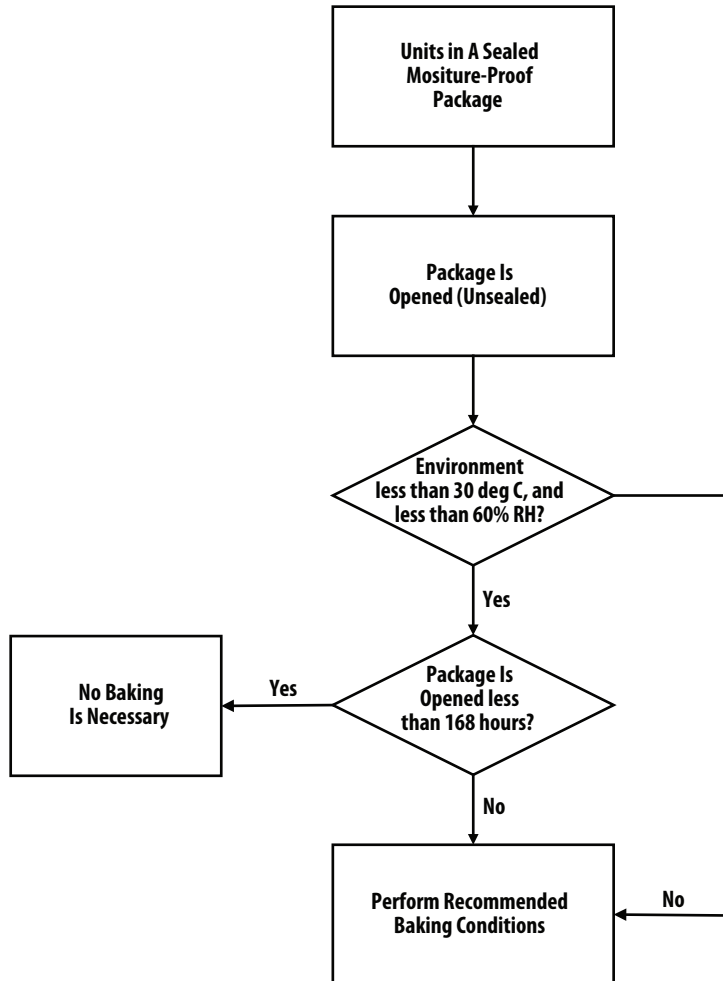 Units in A Sealed
Mositure-Proof
Package
Package Is
Opened (Unsealed)
Environment
less than 30 deg C, and
less than 60% RH?
Yes
Package Is
Opened less
than 168 hours?
Yes
No Baking
Is Necessary
No
Perform Recommended
Baking Conditions
No